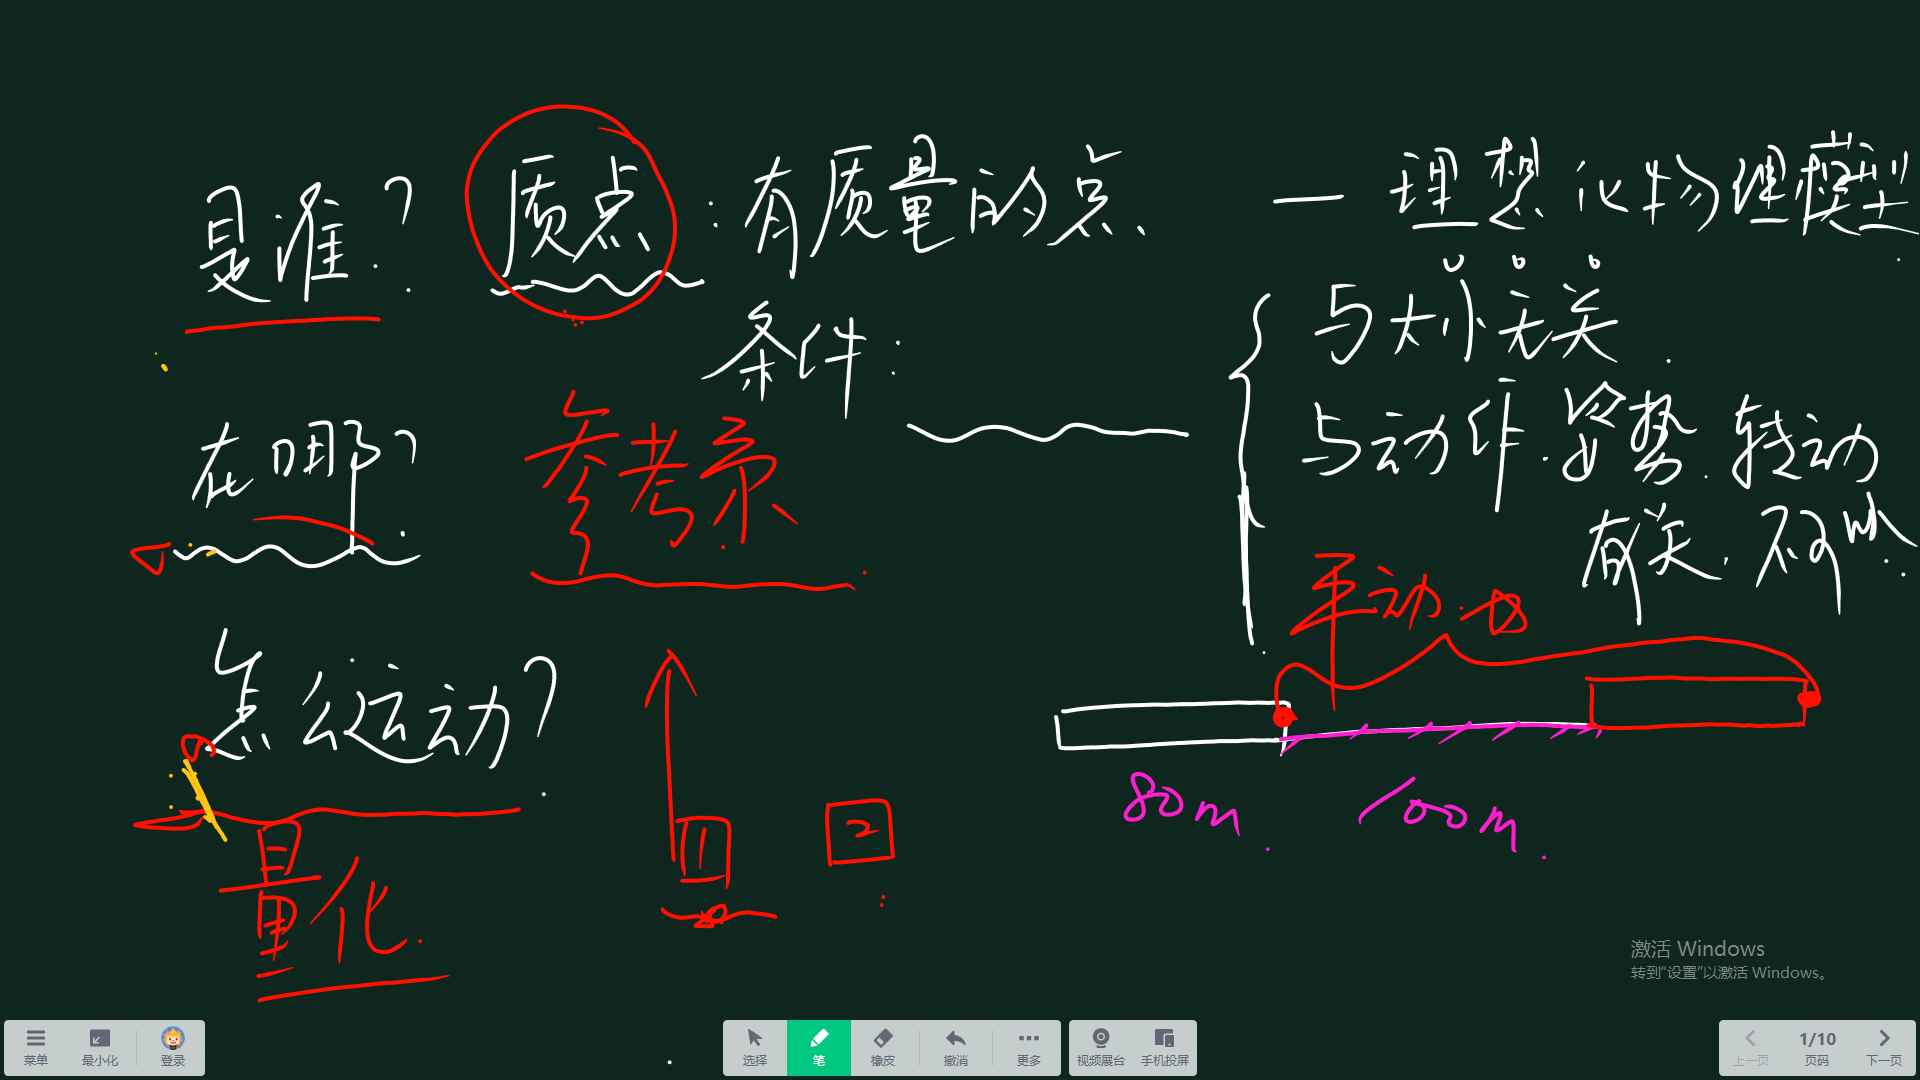 是谁？ 质点：有质量的点. — 理想化物理模型.
条件：
与大小无关.
与动作.姿势.转动
有关,不可以.
在哪？ 参考系
平动.可
怎么运动？
80m. 100m.
1 2
量化.
激活 Windows
转到“设置”以激活 Windows。
菜单 最小化 登录 选择 笔 橡皮 撤消 更多 视频展台 手机投屏 上一页 1/10 页码 下一页